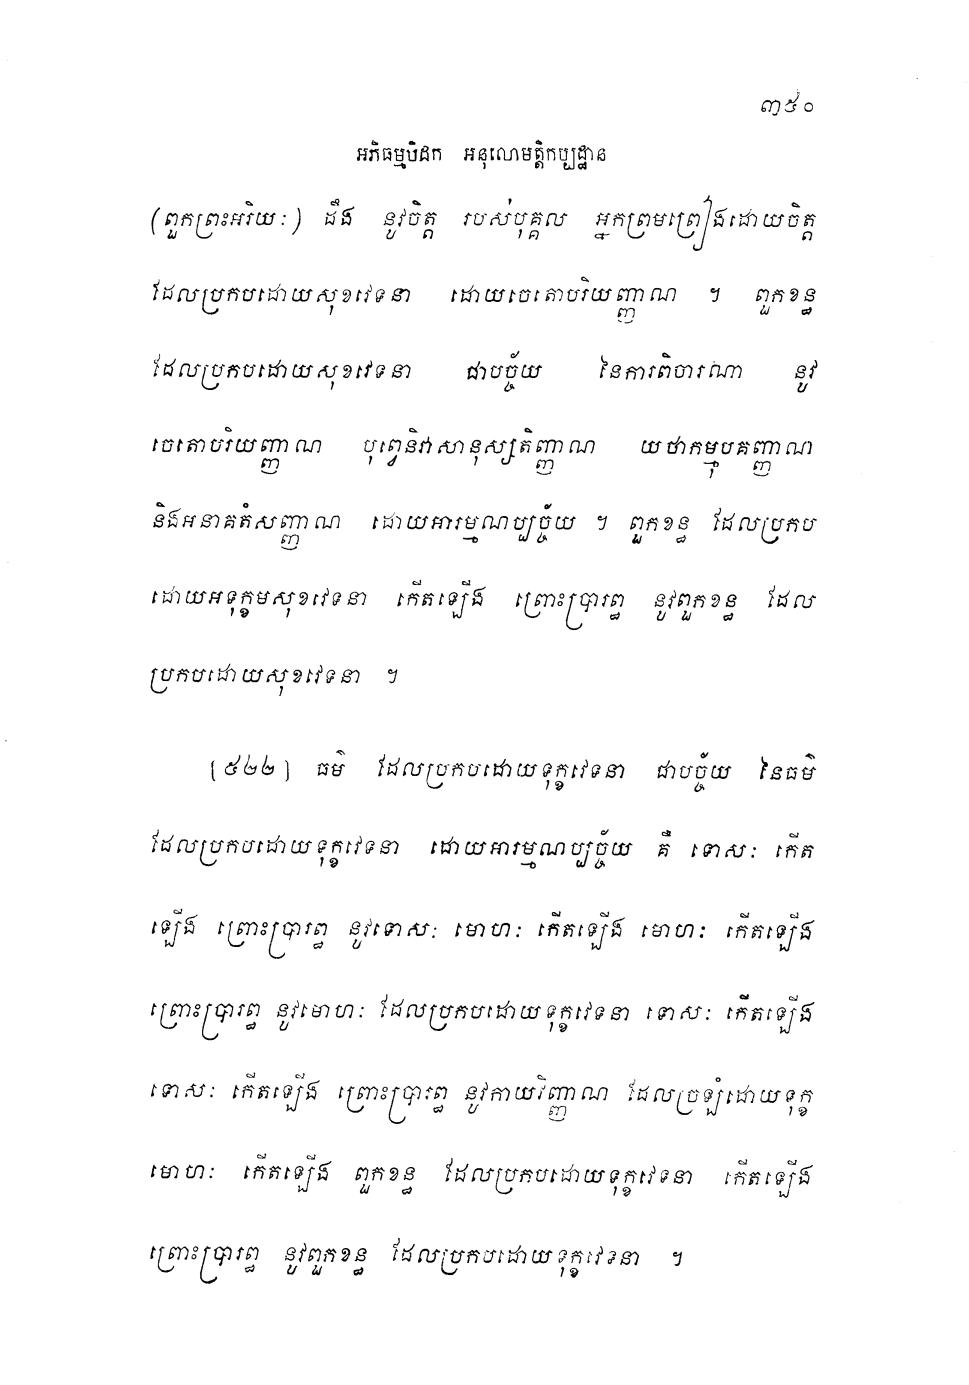 ៣៥០
អភិធម្មបិដក អនុលោមត្តិកប្បដ្ឋាន
(ពួកព្រះអរិយៈ) ដឹង នូវចិត្ត របស់បុគ្គល អ្នកព្រមព្រៀងដោយចិត្ត
ដែលប្រកបដោយសុខវេទនា ដោយចេតោបរិយញ្ញាណ ។ ពួកខន្ធ
ដែលប្រកបដោយសុខវេទនា ជាបច្ច័យ នៃការពិចារណា នូវ
ចេតោបរិយញ្ញាណ បុព្វេនិវាសានុស្សតិញ្ញាណ យថាកម្មុបគញ្ញាណ
និងអនាគតំសញ្ញាណ ដោយអារម្មណប្បច្ច័យ ។ ពួកខន្ធ ដែលប្រកប
ដោយអទុក្ខមសុខវេទនា កើតឡើង ព្រោះប្រារព្ធ នូវពួកខន្ធ ដែល
ប្រកបដោយសុខវេទនា ។
[៥២២] ធម៌ ដែលប្រកបដោយទុក្ខវេទនា ជាបច្ច័យ នៃធម៌
ដែលប្រកបដោយទុក្ខវេទនា ដោយអារម្មណប្បច្ច័យ គឺ ទោសៈ កើត
ឡើង ព្រោះប្រារព្ធ នូវទោសៈ មោហៈ កើតឡើង មោហៈ កើតឡើង
ព្រោះប្រារព្ធ នូវមោហៈ ដែលប្រកបដោយទុក្ខវេទនា ទោសៈ កើតឡើង
ទោសៈ កើតឡើង ព្រោះប្រារព្ធ នូវកាយវិញ្ញាណ ដែលច្រឡំដោយទុក្ខ
មោហៈ កើតឡើង ពួកខន្ធ ដែលប្រកបដោយទុក្ខវេទនា កើតឡើង
ព្រោះប្រារព្ធ នូវពួកខន្ធ ដែលប្រកបដោយទុក្ខវេទនា ។